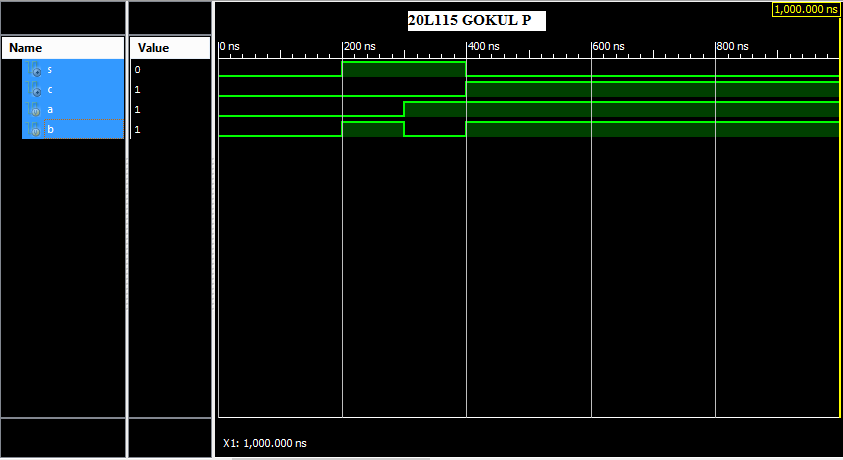 1,000.000 ns
20L115 GOKUL P
Name Value
0 ns 200 ns 400 ns 600 ns 800 ns
s 0
c 1
a 1
b 1
X1: 1,000.000 ns